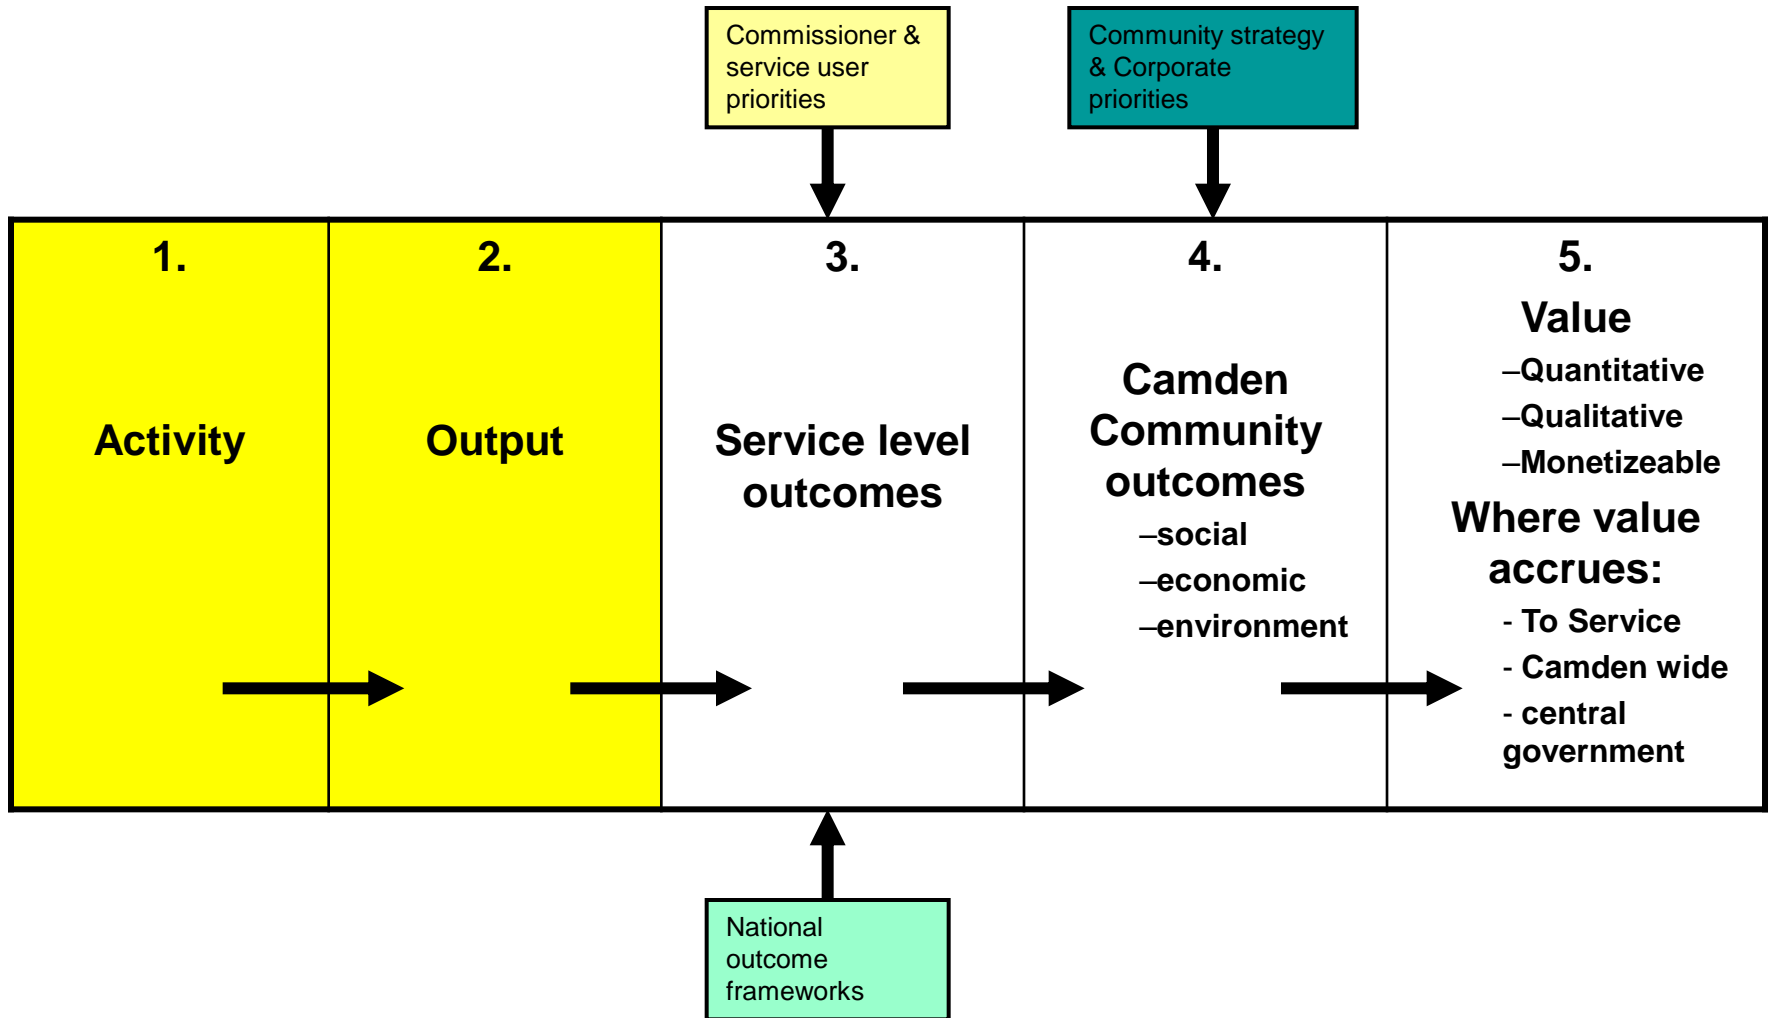 Commissioner &
service user
priorities
Community strategy
& Corporate
priorities
1.
Activity
2.
Output
3.
Service level
outcomes
4.
Camden
Community
outcomes
–social
–economic
–environment
5.
Value
–Quantitative
–Qualitative
–Monetizeable
Where value
accrues:
- To Service
- Camden wide
- central
government
National
outcome
frameworks